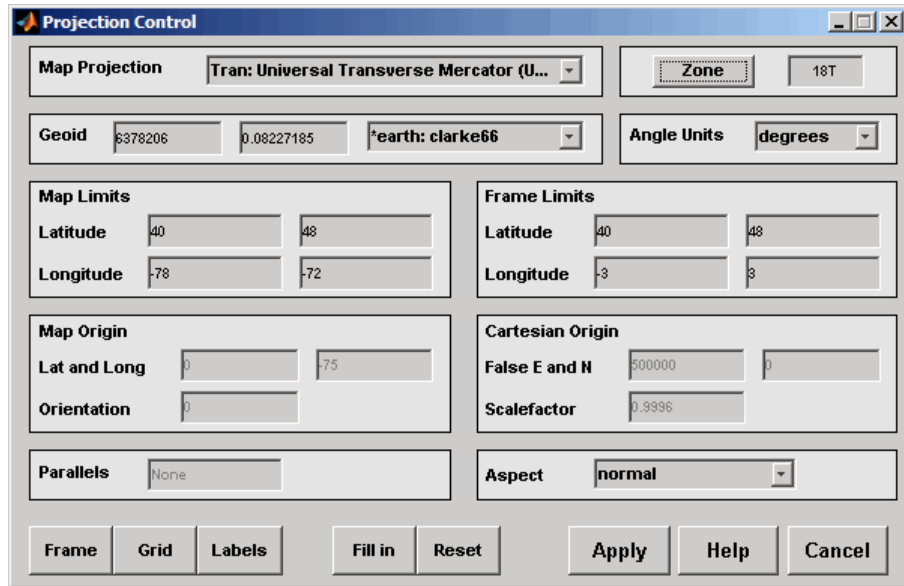 Projection Control
Map Projection Tran: Universal Transverse Mercator (U... Zone 18T
Geoid 6378206 0.08227185 *earth: clarke66 Angle Units degrees
Map Limits
Latitude 40 48
Longitude -78 -72
Frame Limits
Latitude 40 48
Longitude -3 3
Map Origin
Lat and Long 0 -75
Orientation 0
Cartesian Origin
False E and N 500000 0
Scalefactor 0.9996
Parallels None
Aspect normal
Frame Grid Labels Fill in Reset Apply Help Cancel